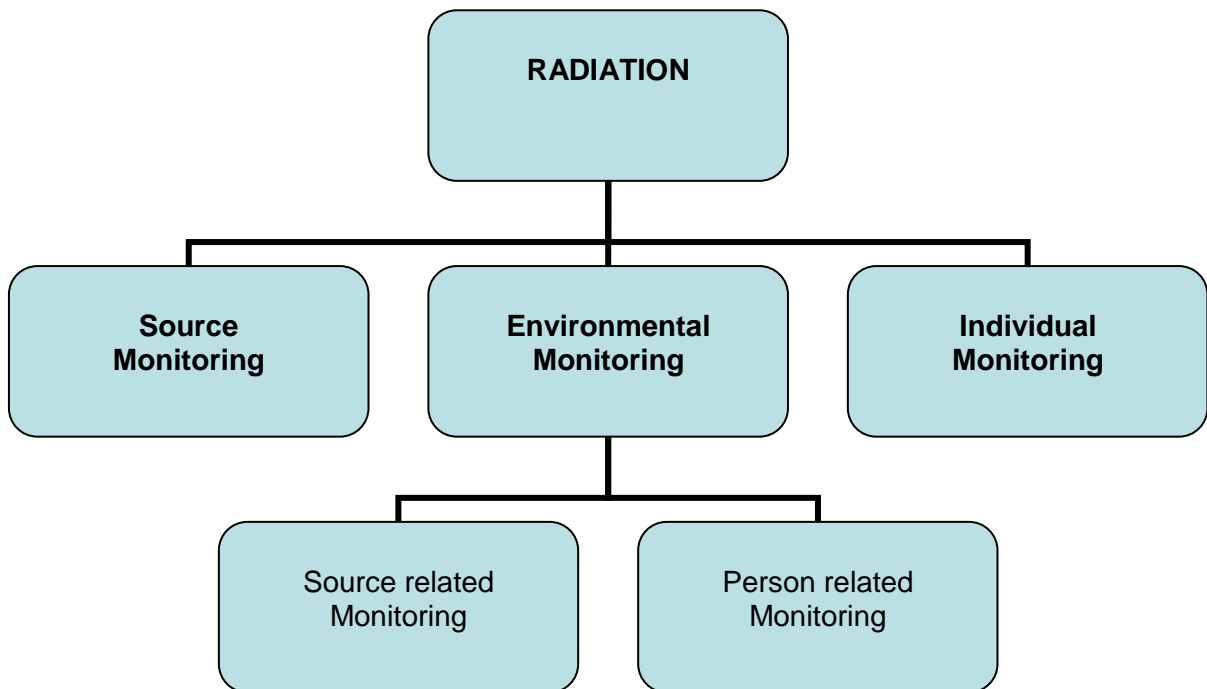 RADIATION
Source
Monitoring
Environmental
Monitoring
Individual
Monitoring
Source related
Monitoring
Person related
Monitoring